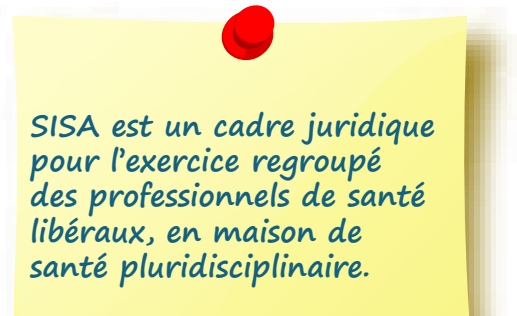 SISA est un cadre juridique
pour l'exercice regroupé
des professionnels de santé
libéraux, en maison de
santé pluridisciplinaire.